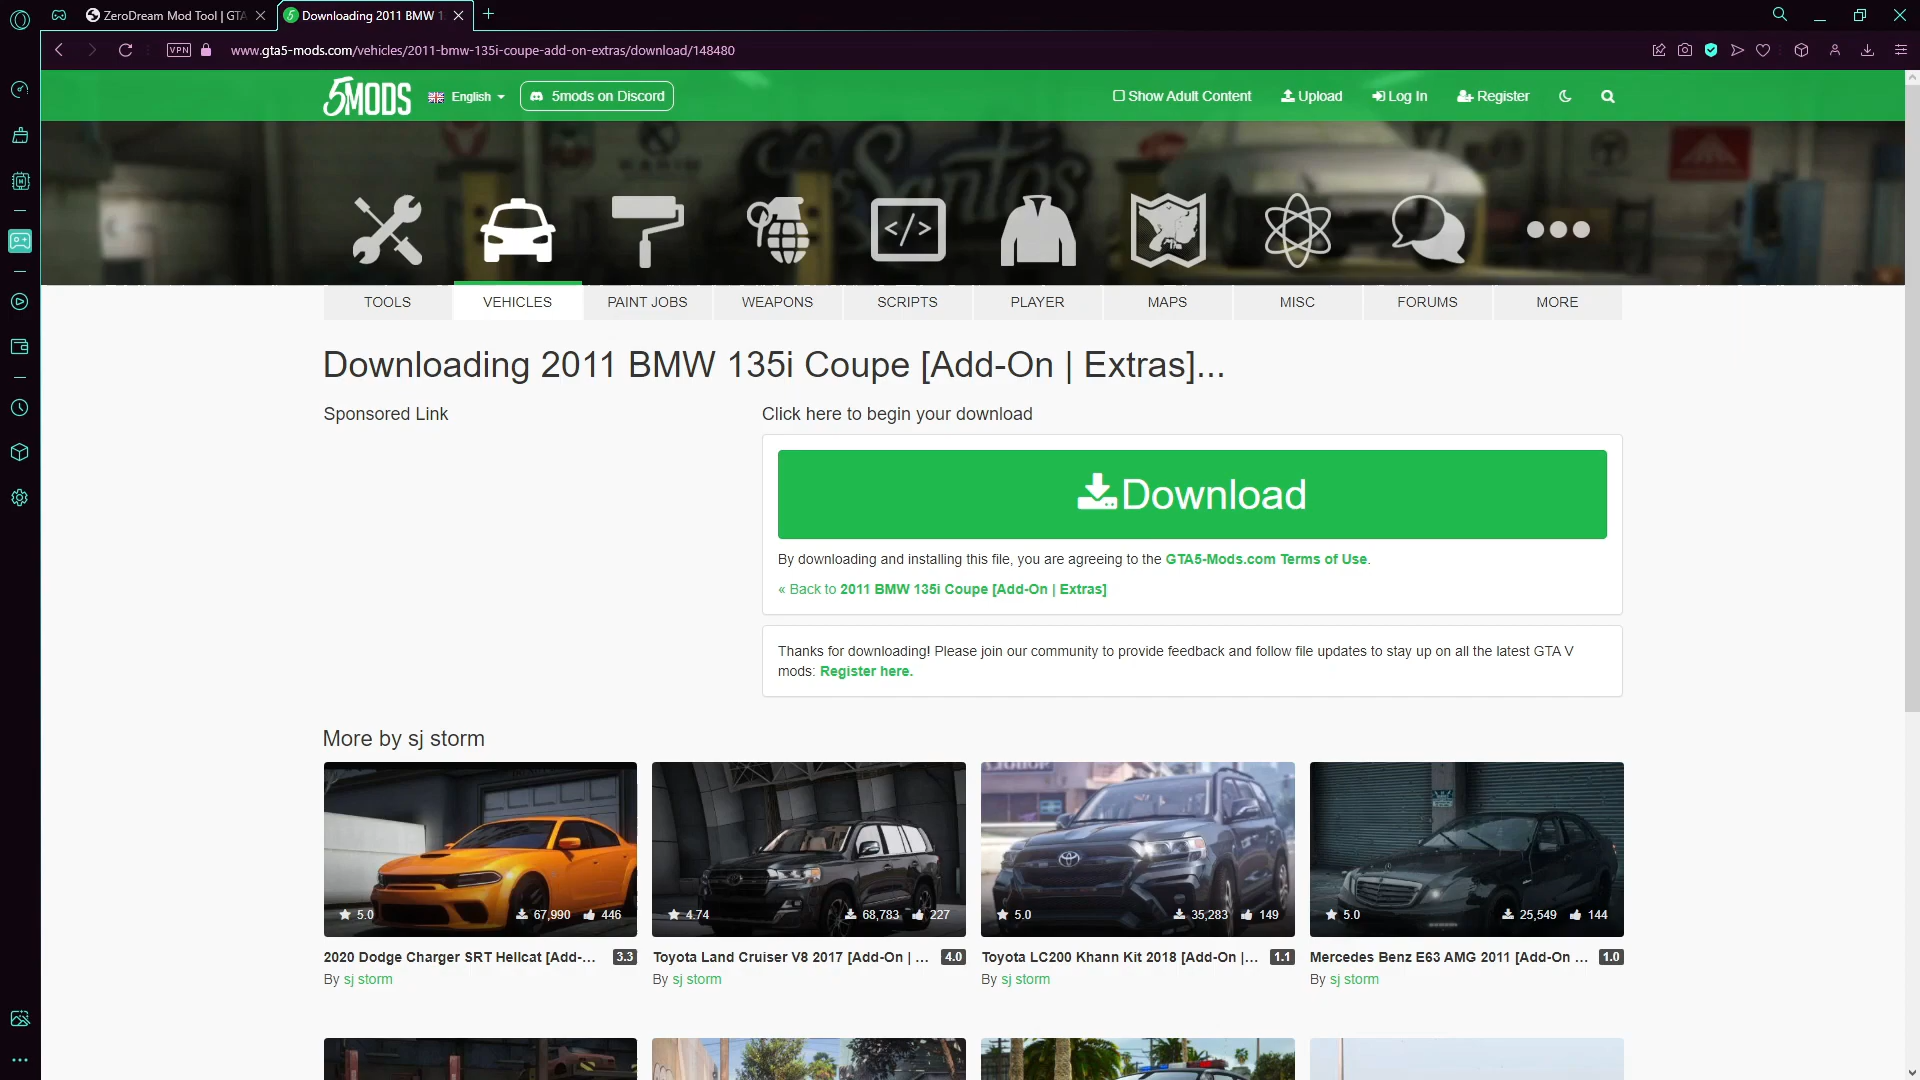 ZeroDream Mod Tool | GTA
Downloading 2011 BMW 1
VPN
www.gta5-mods.com/vehicles/2011-bmw-135i-coupe-add-on-extras/download/148480
5MODS
English
5mods on Discord
Show Adult Content
Upload
Log In
Register
TOOLS
VEHICLES
PAINT JOBS
WEAPONS
SCRIPTS
PLAYER
MAPS
MISC
FORUMS
MORE
Downloading 2011 BMW 135i Coupe [Add-On | Extras]...
Sponsored Link
Click here to begin your download
Download
By downloading and installing this file, you are agreeing to the GTA5-Mods.com Terms of Use.
« Back to 2011 BMW 135i Coupe [Add-On | Extras]
Thanks for downloading! Please join our community to provide feedback and follow file updates to stay up on all the latest GTA V
mods: Register here.
More by sj storm
5.0 67,990 446
4.74 68,783 227
5.0 35,283 149
5.0 25,549 144
2020 Dodge Charger SRT Hellcat [Add-... 3.3
Toyota Land Cruiser V8 2017 [Add-On | ... 4.0
Toyota LC200 Khann Kit 2018 [Add-On |... 1.1
Mercedes Benz E63 AMG 2011 [Add-On ... 1.0
By sj storm
By sj storm
By sj storm
By sj storm